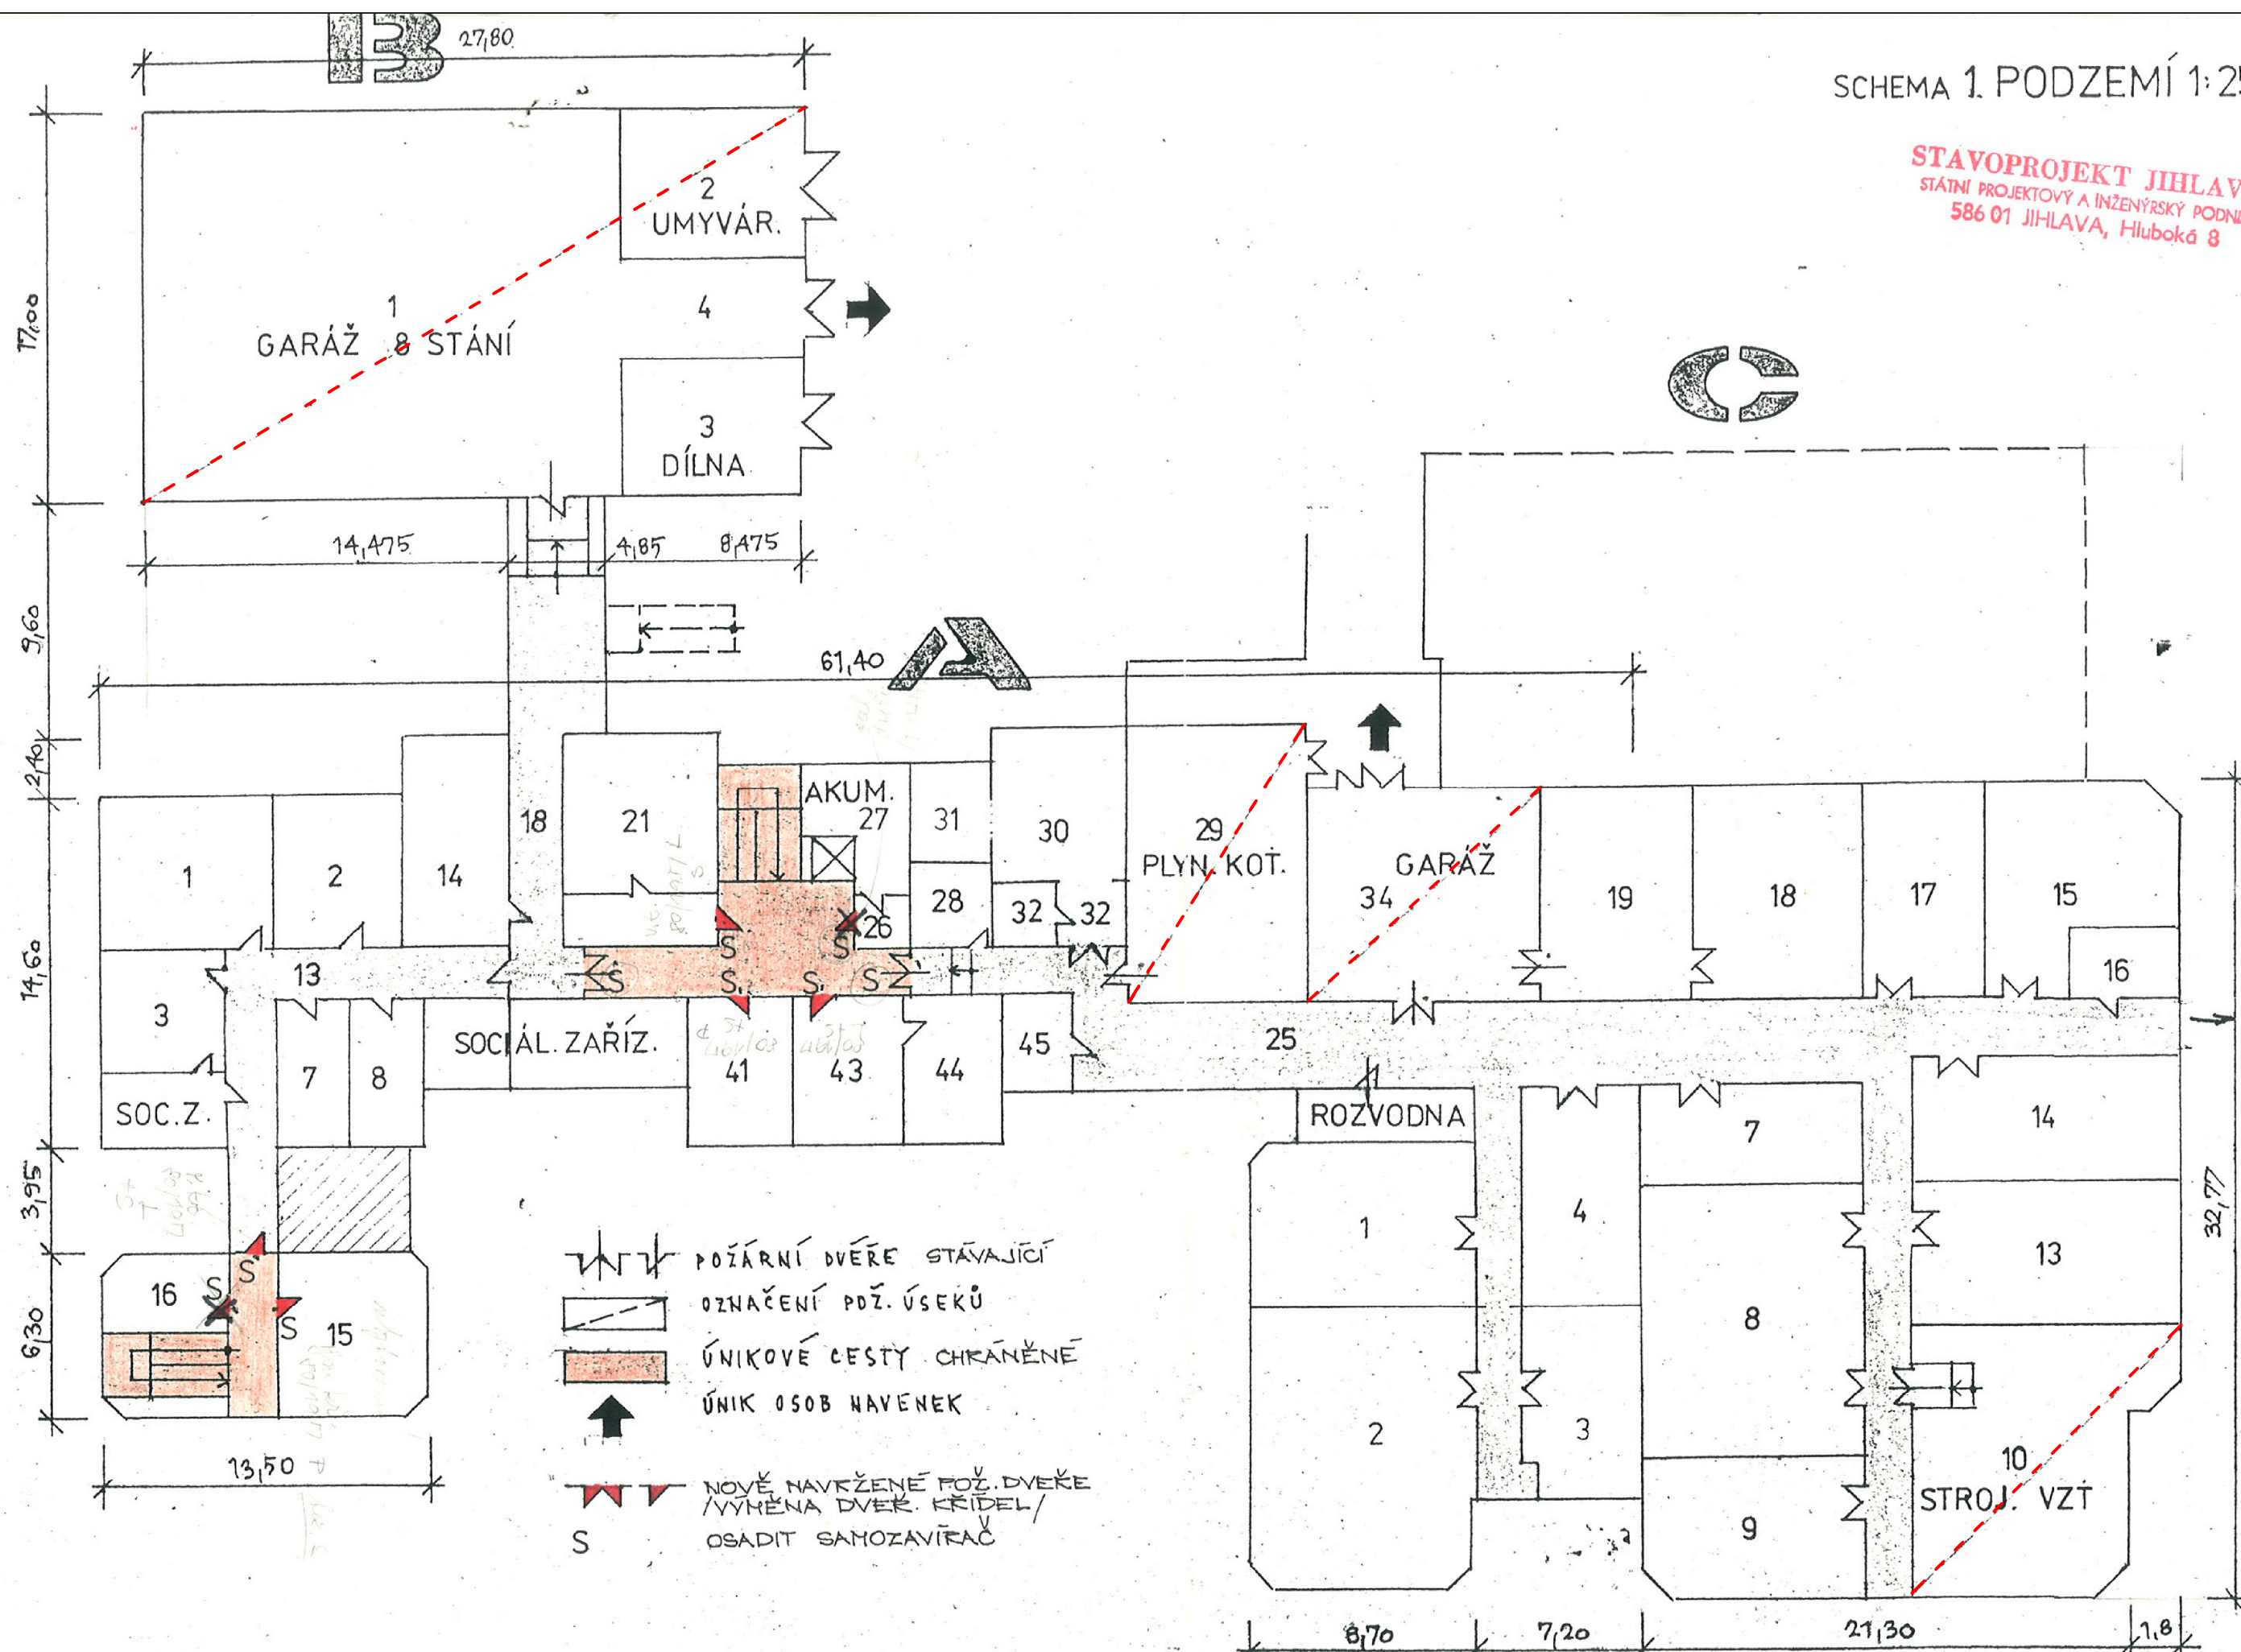 B
27,80
SCHEMA 1. PODZEMÍ 1:25
STAVOPROJEKT JIHLAV
STÁTNÍ PROJEKTOVÝ A INŽENÝRSKÝ PODNI
586 01 JIHLAVA, Hluboká 8
2
UMYVÁR.
1
GARÁŽ 8 STÁNÍ
4
3
DÍLNA
17,00
C
14,475
4,85
8,475
9,60
A
61,40
2,40
AKUM.
27
1
2
14
18
21
31
30
29
PLYN. KOT.
GARÁŽ
34
19
18
17
15
28
32
32
26
S
S
16
14,60
13
S
S
S
S
3
SOCIÁL. ZAŘÍZ.
45
25
7
8
41
43
44
SOC. Z.
ROZVODNA
7
14
3,95
32,77
1
4
13
16
S
S
S
15
6,30
8
POŽÁRNÍ DVEŘE STÁVAJÍCÍ
OZNAČENÍ POŽ. ÚSEKŮ
ÚNIKOVÉ CESTY CHRÁNĚNÉ
ÚNIK OSOB NAVENEK
2
3
10
STROJ. VZT
13,50
NOVĚ NAVRŽENÉ POŽ. DVEŘE
/VÝMĚNA DVEŘ. KŘÍDEL/
S OSADIT SAMOZAVÍRAČ
9
8,70
7,20
21,30
1,8